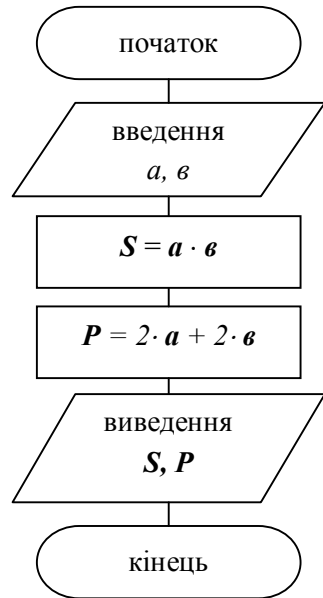 початок
введення
а, в
S = а · в
P = 2· а + 2· в
виведення
S, P
кінець